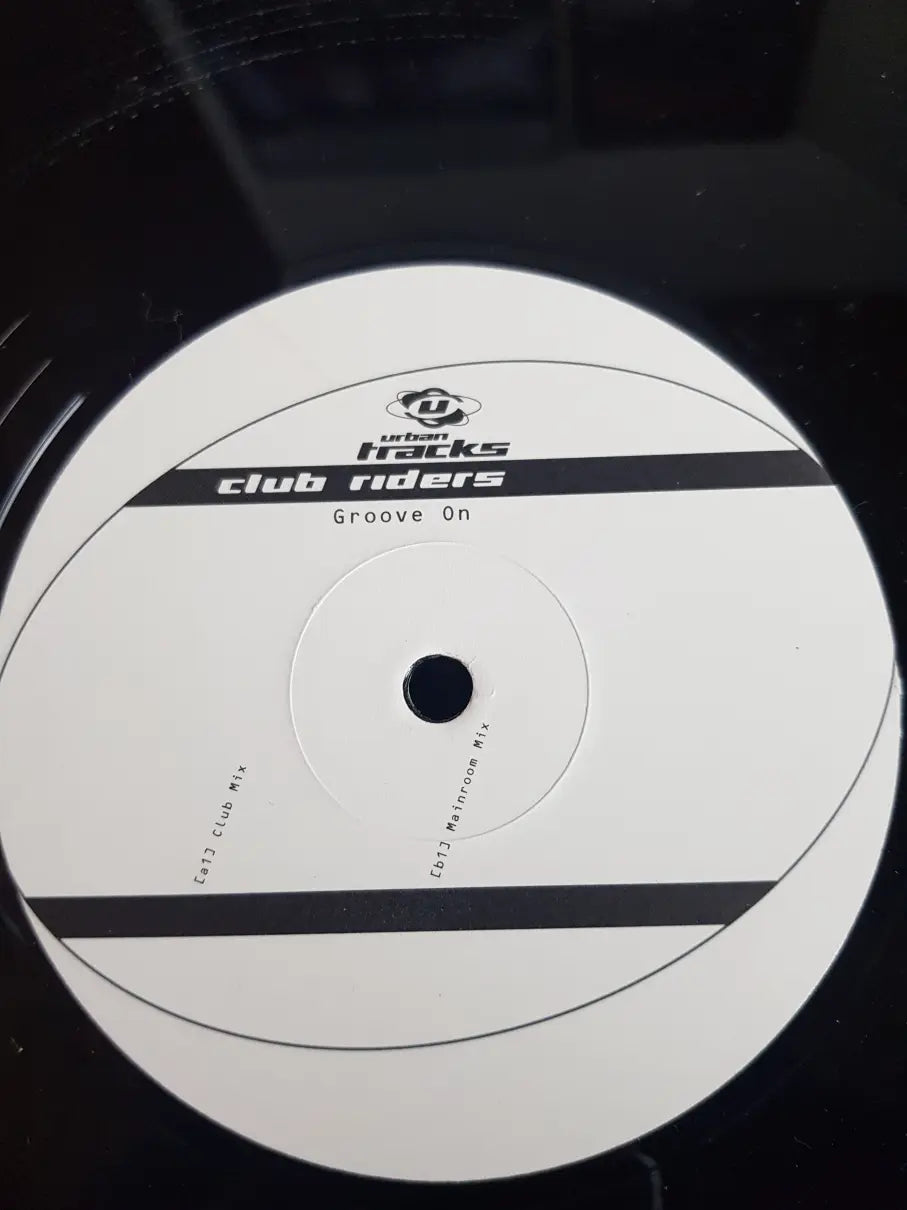 U
urban
tracks
club riders
Groove On
[a1] Club Mix
[b1] Mainroom Mix